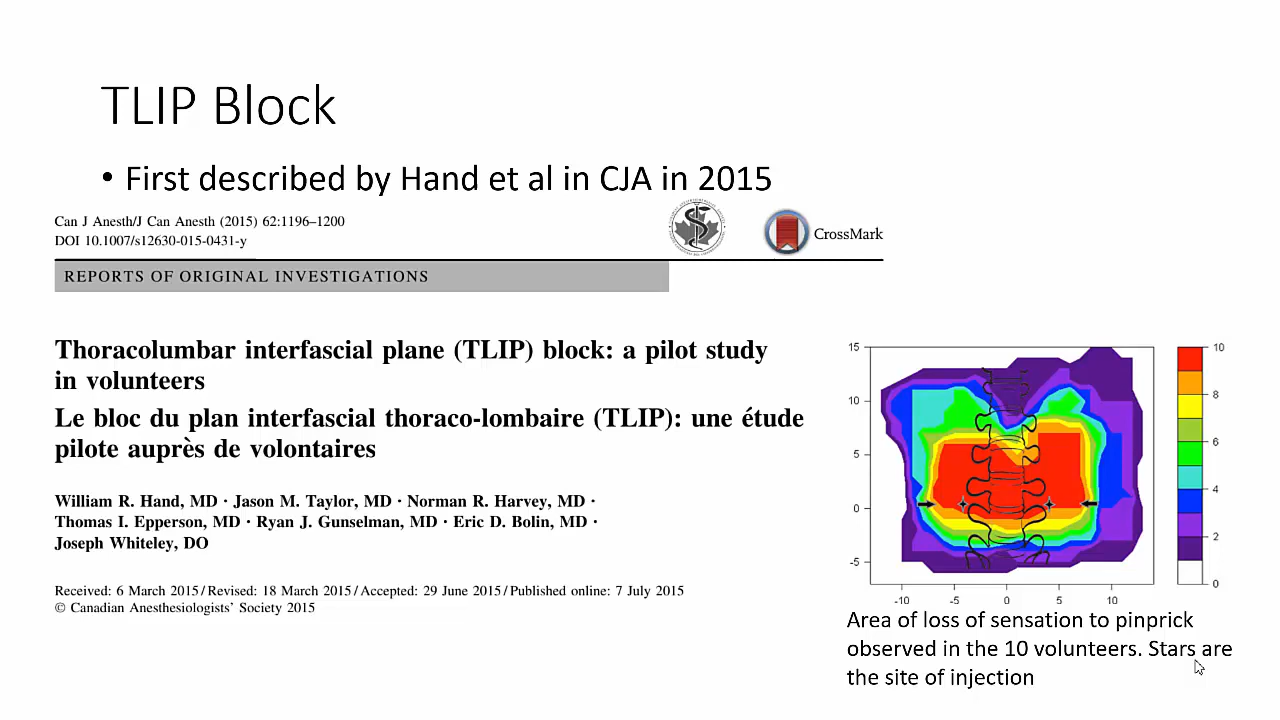 TLIP Block
• First described by Hand et al in CJA in 2015
Can J Anesth/J Can Anesth (2015) 62:1196–1200
DOI 10.1007/s12630-015-0431-y
CrossMark
REPORTS OF ORIGINAL INVESTIGATIONS
Thoracolumbar interfascial plane (TLIP) block: a pilot study
in volunteers
Le bloc du plan interfascial thoraco-lombaire (TLIP): une étude
pilote auprès de volontaires
William R. Hand, MD · Jason M. Taylor, MD · Norman R. Harvey, MD ·
Thomas I. Epperson, MD · Ryan J. Gunselman, MD · Eric D. Bolin, MD ·
Joseph Whiteley, DO
Received: 6 March 2015 / Revised: 18 March 2015 / Accepted: 29 June 2015 / Published online: 7 July 2015
© Canadian Anesthesiologists' Society 2015
15
10
5
0
-5
-10 -5 0 5 10
10
8
6
4
2
0
Area of loss of sensation to pinprick
observed in the 10 volunteers. Stars are
the site of injection